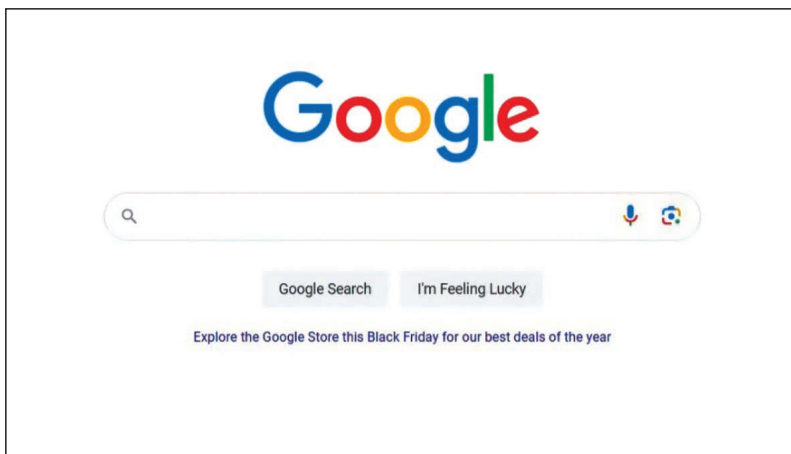 Google
Google Search
I'm Feeling Lucky
Explore the Google Store this Black Friday for our best deals of the year